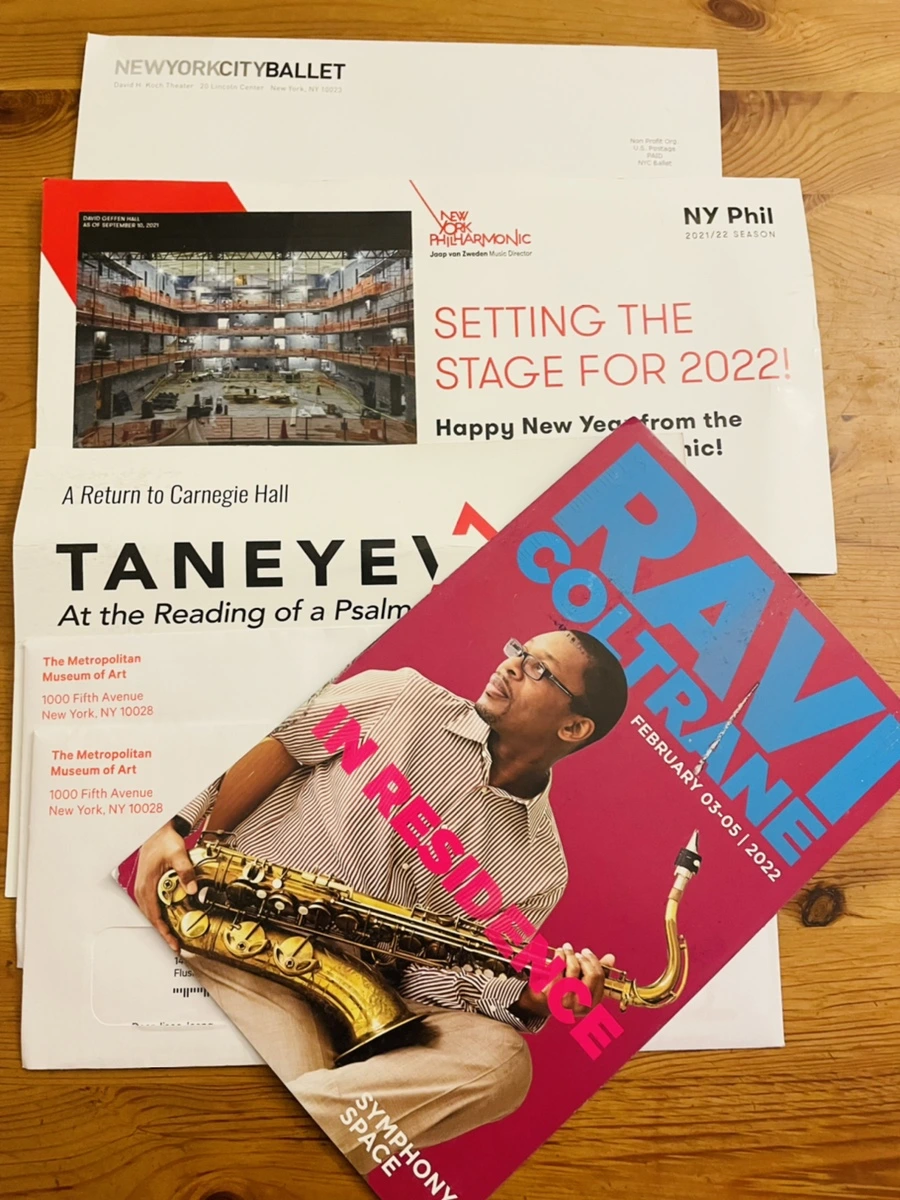 NEWYORKCITYBALLET
David H. Koch Theater 20 Lincoln Center New York, NY 10023
Non Profit Org.
U.S. Postage
PAID
NYC Ballet
DAVID GEFFEN HALL
AS OF SEPTEMBER 10, 2021
NEW
YORK
PHILHARMONIC
Jaap van Zweden Music Director
NY Phil
2021/22 SEASON
SETTING THE
STAGE FOR 2022!
Happy New Year from the
nic!
A Return to Carnegie Hall
TANEYEV
At the Reading of a Psalm
The Metropolitan
Museum of Art
1000 Fifth Avenue
New York, NY 10028
The Metropolitan
Museum of Art
1000 Fifth Avenue
New York, NY 10028
14
Flus
RAVI
COLTRANE
FEBRUARY 03-05 | 2022
IN RESIDENCE
SYMPHONY
SPACE